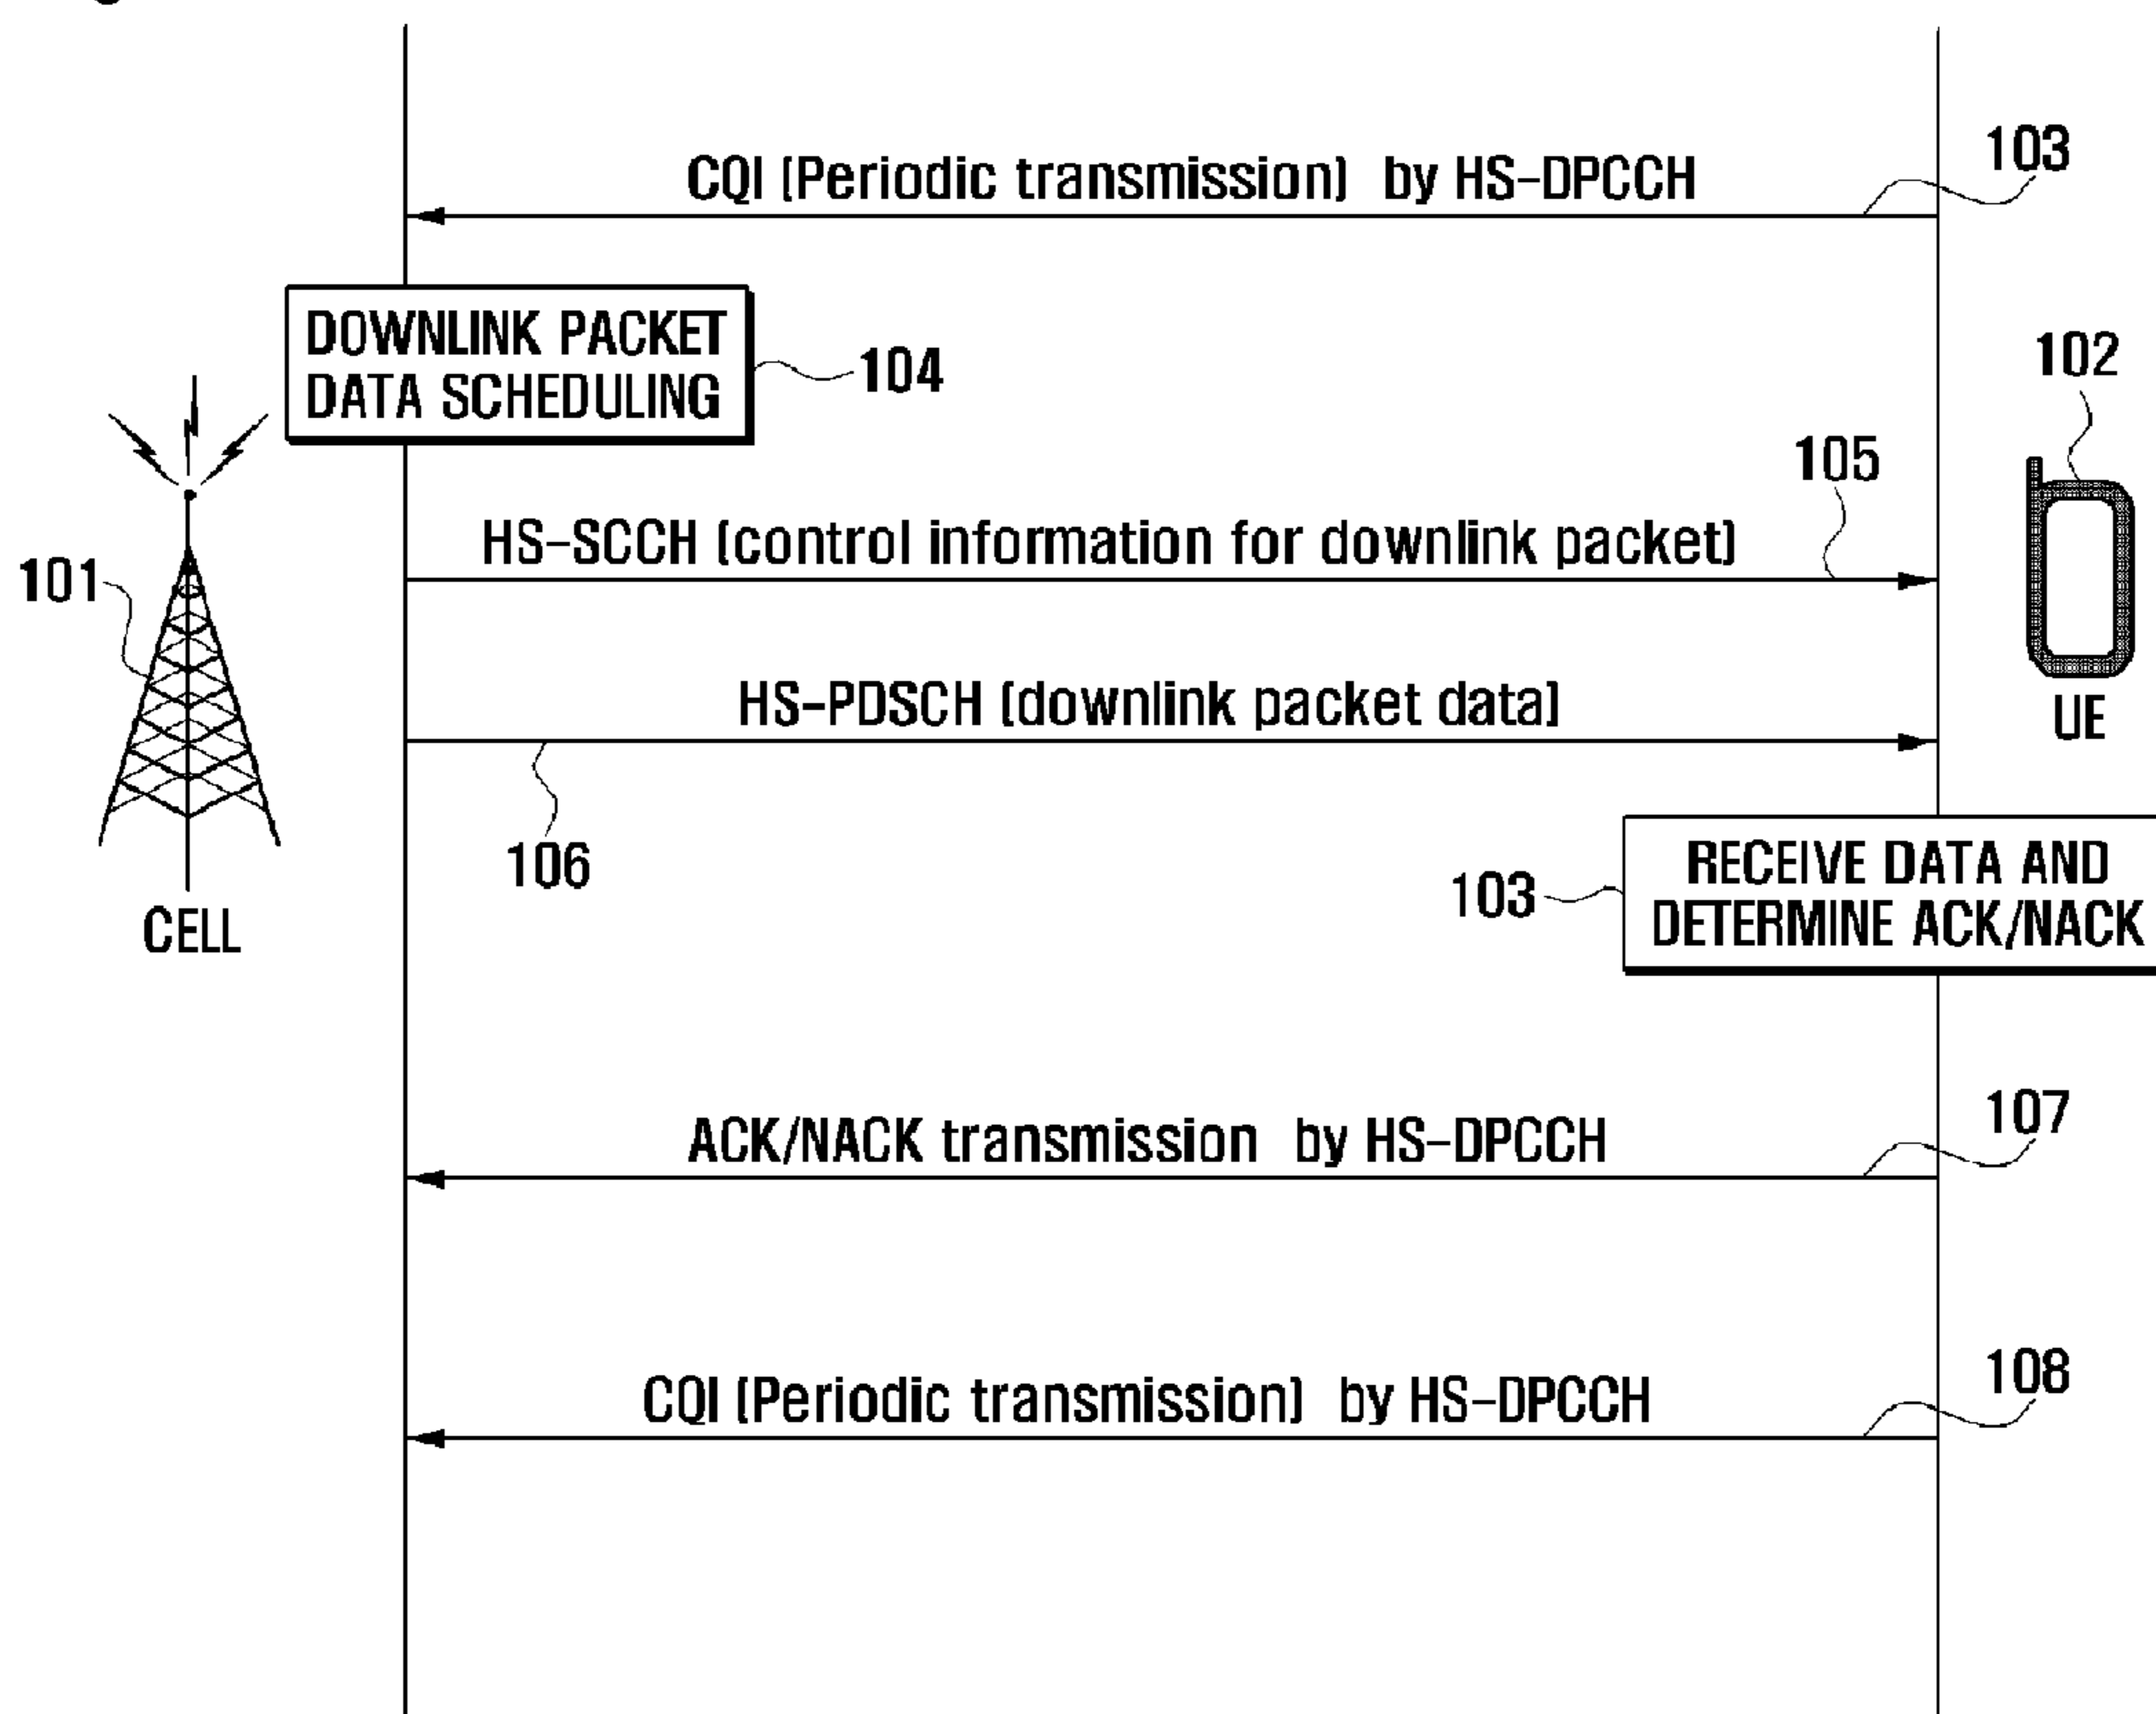 103
CQI (Periodic transmission) by HS-DPCCH
DOWNLINK PACKET
DATA SCHEDULING
104
102
105
HS-SCCH (control information for downlink packet)
101
HS-PDSCH (downlink packet data)
UE
106
103
RECEIVE DATA AND
DETERMINE ACK/NACK
CELL
107
ACK/NACK transmission by HS-DPCCH
108
CQI (Periodic transmission) by HS-DPCCH